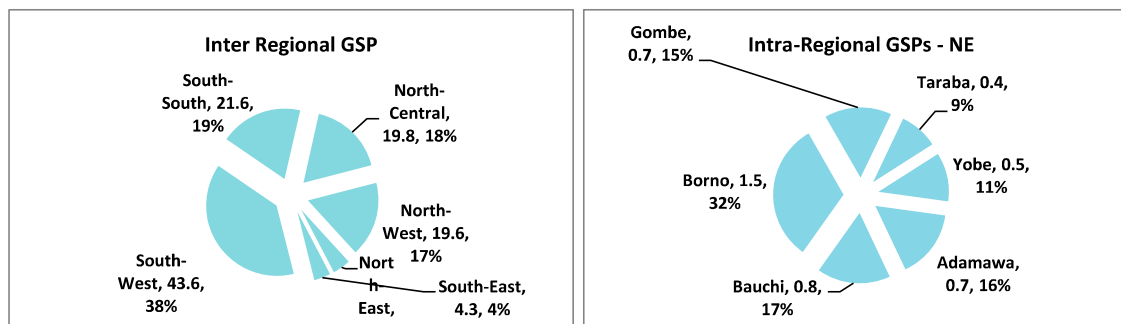 Inter Regional GSP
South-
South, 21.6,
19%
North-
Central,
19.8, 18%
North-
West, 19.6,
17%
Nort
h-
East,
South-East,
4.3, 4%
South-
West, 43.6,
38%
Intra-Regional GSPs - NE
Gombe,
0.7, 15%
Taraba, 0.4,
9%
Yobe, 0.5,
11%
Adamawa,
0.7, 16%
Bauchi, 0.8,
17%
Borno, 1.5,
32%